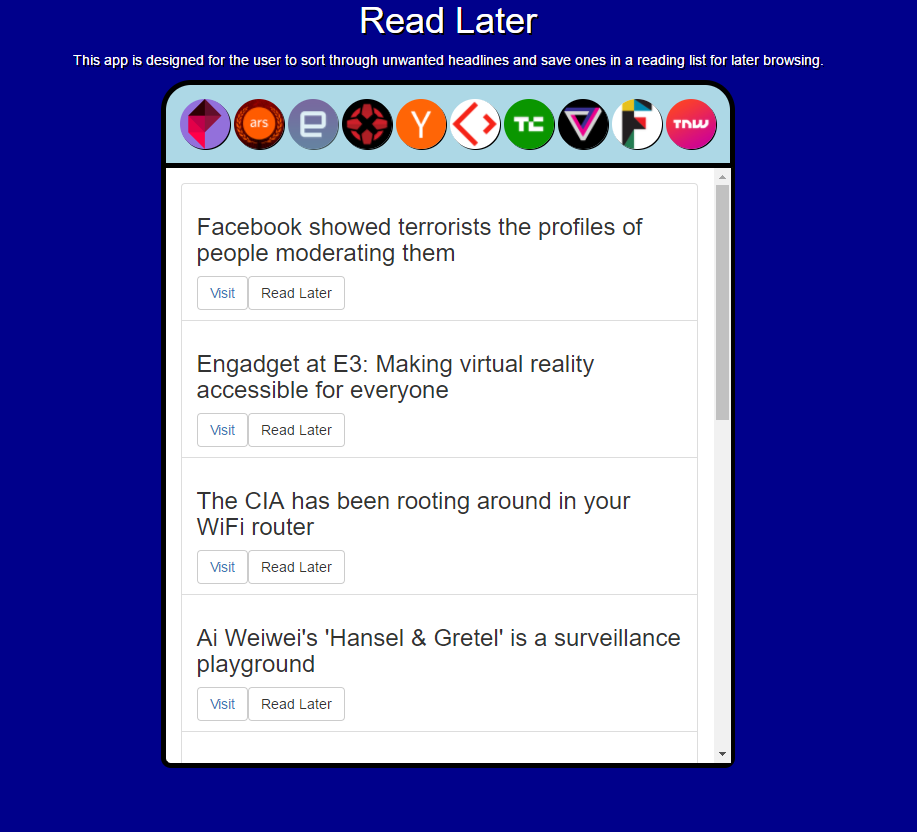 Read Later
This app is designed for the user to sort through unwanted headlines and save ones in a reading list for later browsing.
ars e Y TC F TNW
Facebook showed terrorists the profiles of
people moderating them
Visit Read Later
Engadget at E3: Making virtual reality
accessible for everyone
Visit Read Later
The CIA has been rooting around in your
WiFi router
Visit Read Later
Ai Weiwei's 'Hansel & Gretel' is a surveillance
playground
Visit Read Later